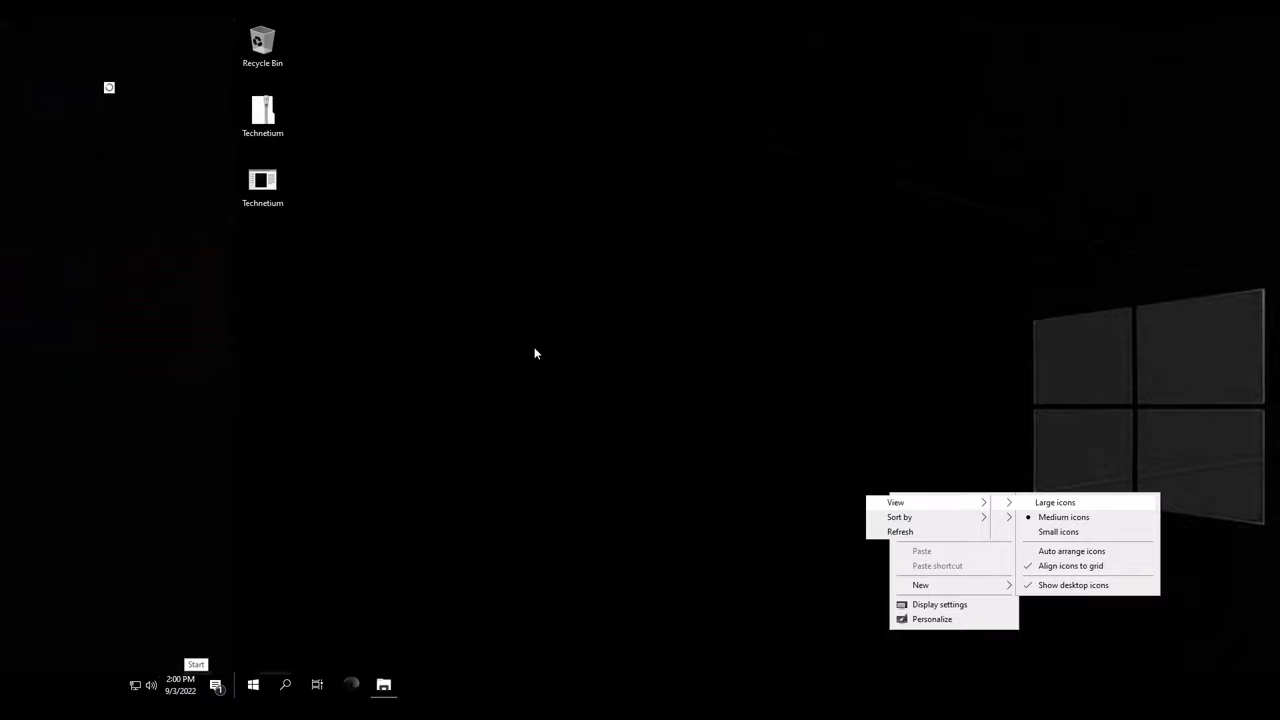 Recycle Bin
Technetium
Technetium
View
Sort by
Refresh
Paste
Paste shortcut
New
Display settings
Personalize
Large icons
Medium icons
Small icons
Auto arrange icons
Align icons to grid
Show desktop icons
Start
2:00 PM
9/3/2022
1